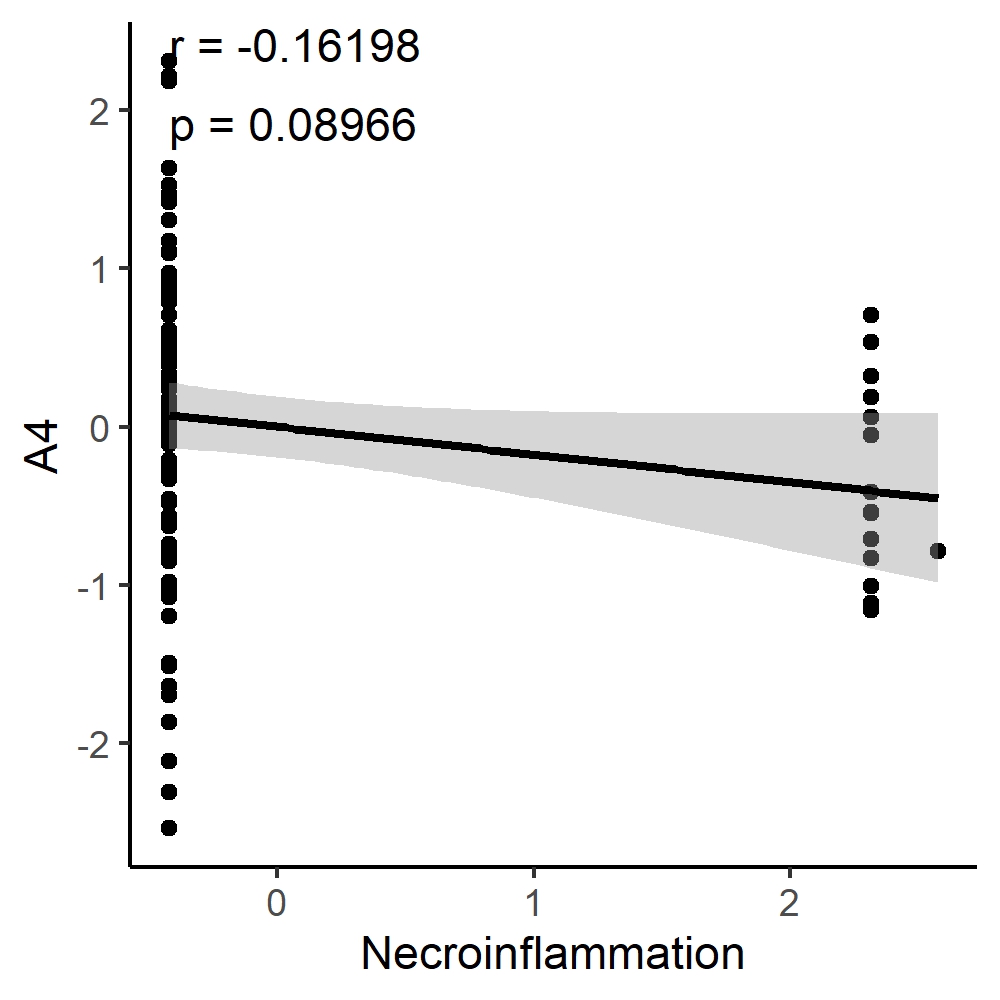 r = -0.16198
p = 0.08966
2
1
0
-1
-2
A4
0 1 2
Necroinflammation